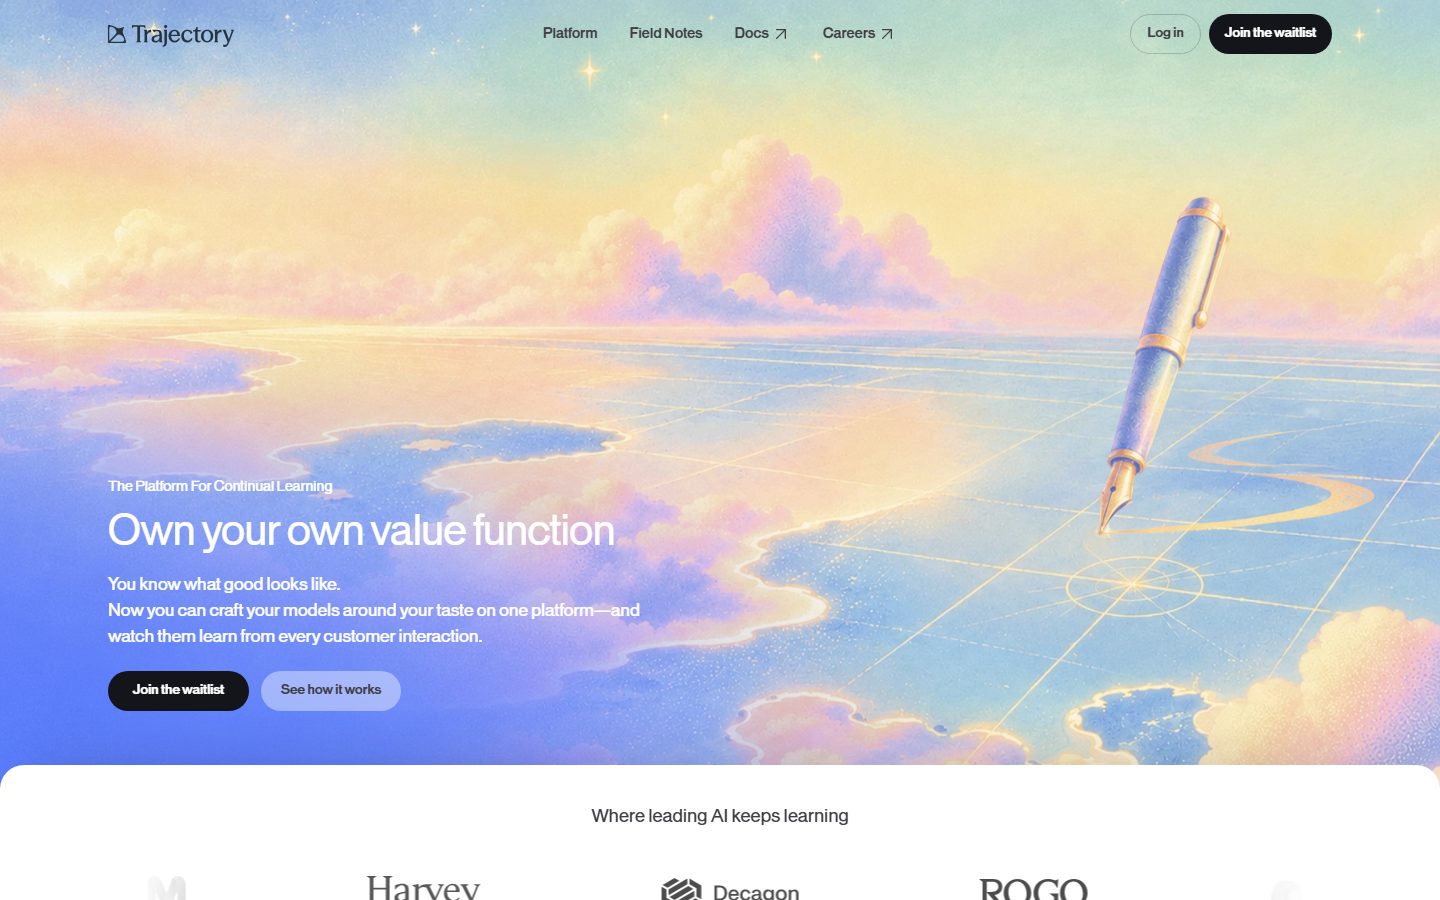 Trajectory
Platform
Field Notes
Docs
Careers
Log in
Join the waitlist
The Platform For Continual Learning
Own your own value function
You know what good looks like.
Now you can craft your models around your taste on one platform—and
watch them learn from every customer interaction.
Join the waitlist
See how it works
Where leading AI keeps learning
Harvey
Decagon
ROGO